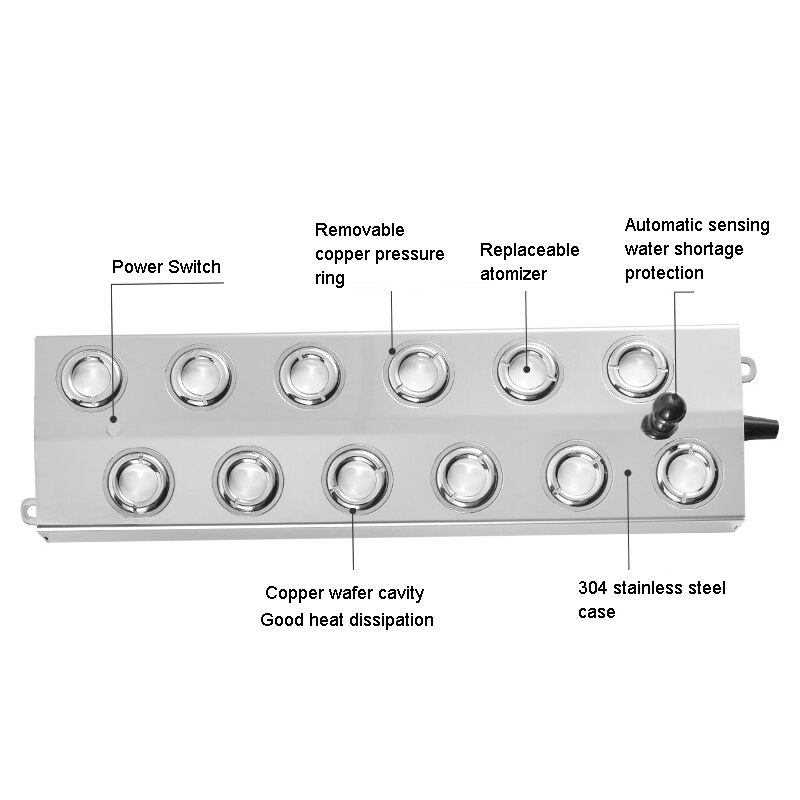 Power Switch
Removable
copper pressure
ring
Replaceable
atomizer
Automatic sensing
water shortage
protection
Copper wafer cavity
Good heat dissipation
304 stainless steel
case